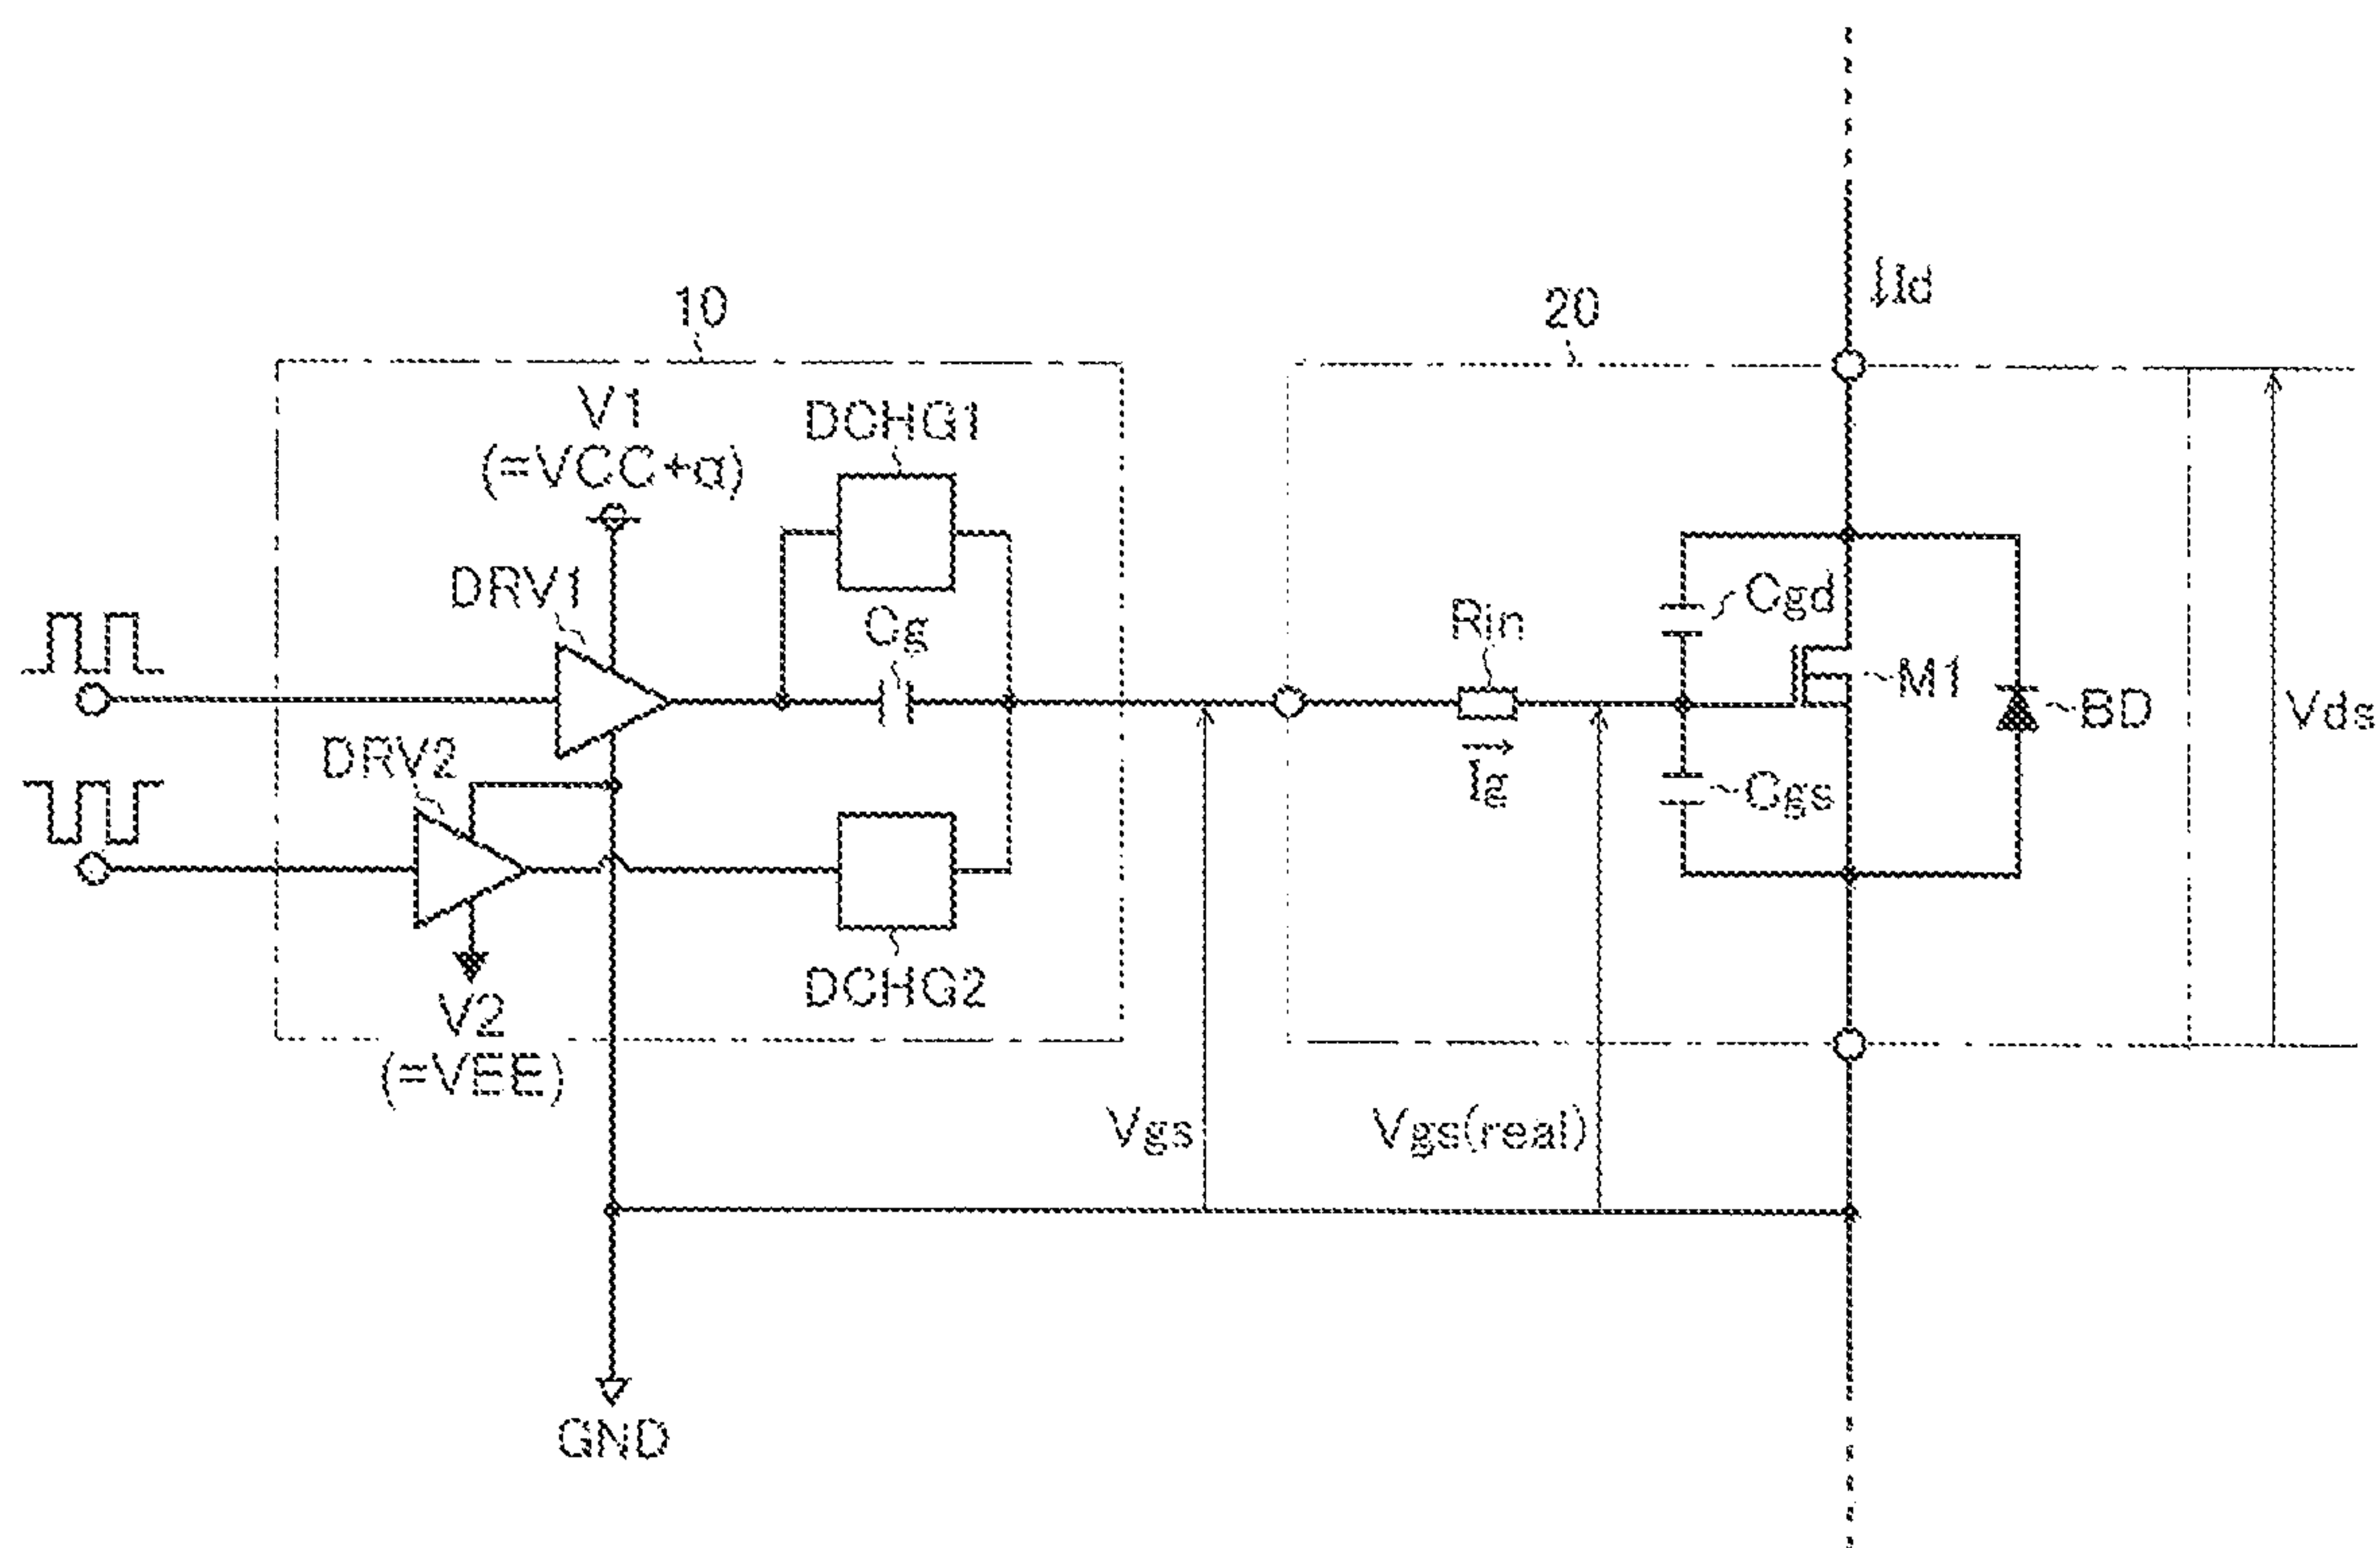 Id
10
20
V1
(=VCC+α)
DCHG1
DRV1
Cg
Rin
Cgd
M1
BD
Vds
DRV2
Ig
Cgs
DCHG2
V2
(=VEE)
Vgs
Vgs(real)
GND